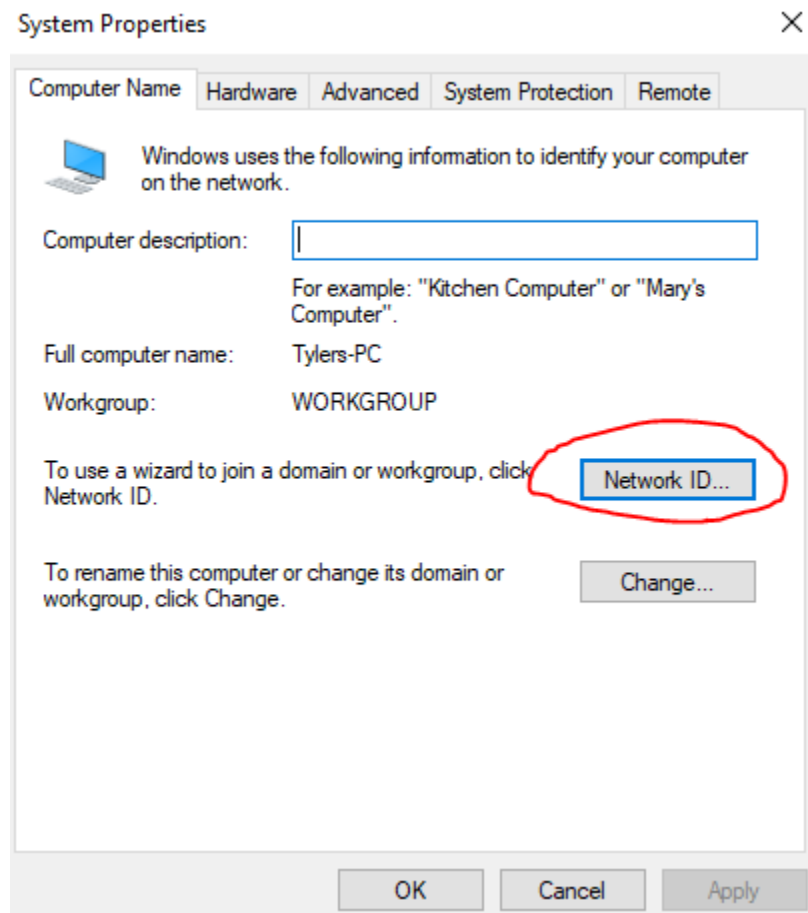 System Properties
Computer Name Hardware Advanced System Protection Remote
Windows uses the following information to identify your computer
on the network.
Computer description:
For example: "Kitchen Computer" or "Mary's
Computer".
Full computer name: Tylers-PC
Workgroup: WORKGROUP
To use a wizard to join a domain or workgroup, click
Network ID.
Network ID...
To rename this computer or change its domain or
workgroup, click Change.
Change...
OK Cancel Apply